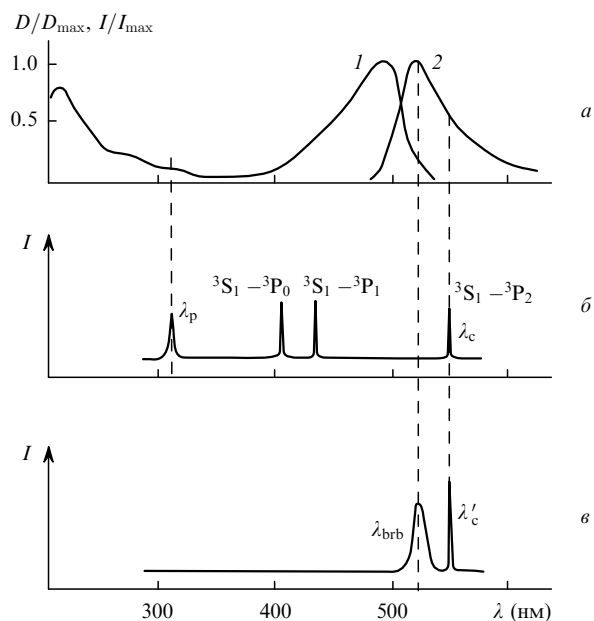 D/D_max, I/I_max
1.0
0.5
1
2
а
I
λ_p
³S₁ – ³P₀
³S₁ – ³P₁
³S₁ – ³P₂
λ_c
б
I
λ_brb
λ′_c
в
300
400
500
λ (нм)